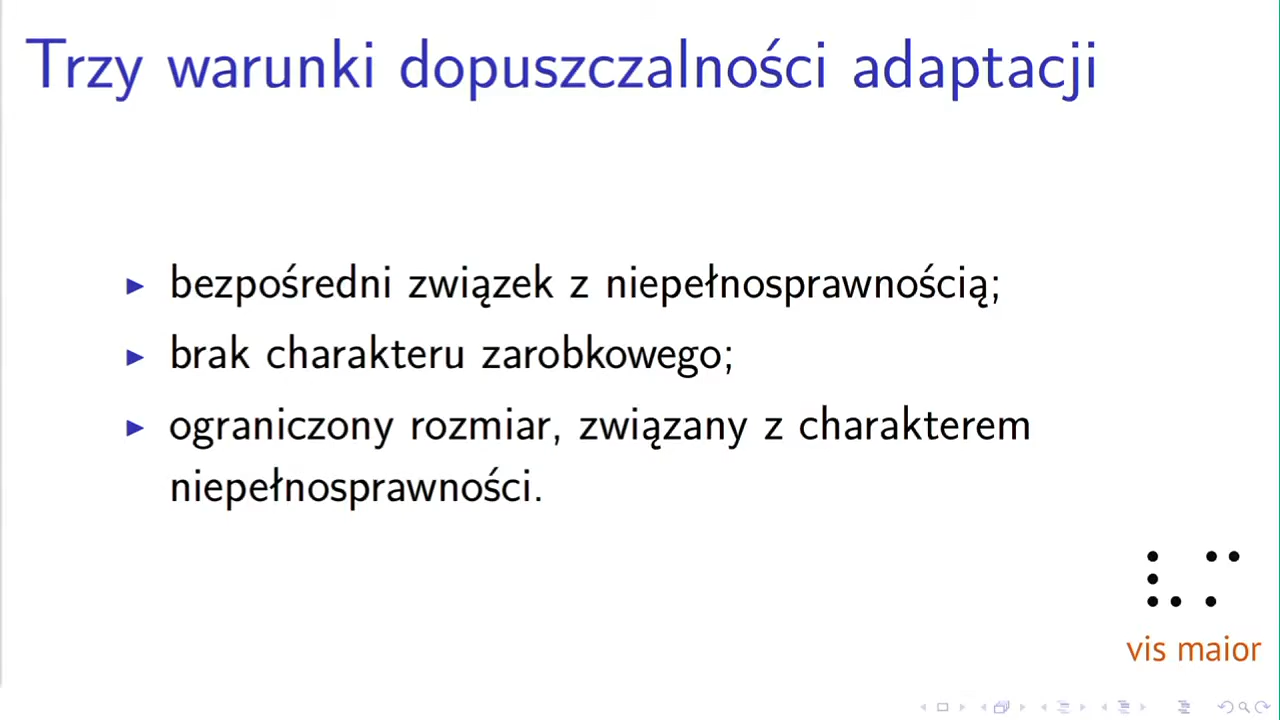 Trzy warunki dopuszczalności adaptacji
bezpośredni związek z niepełnosprawnością;
brak charakteru zarobkowego;
ograniczony rozmiar, związany z charakterem
niepełnosprawności.
⠧⠍
vis maior